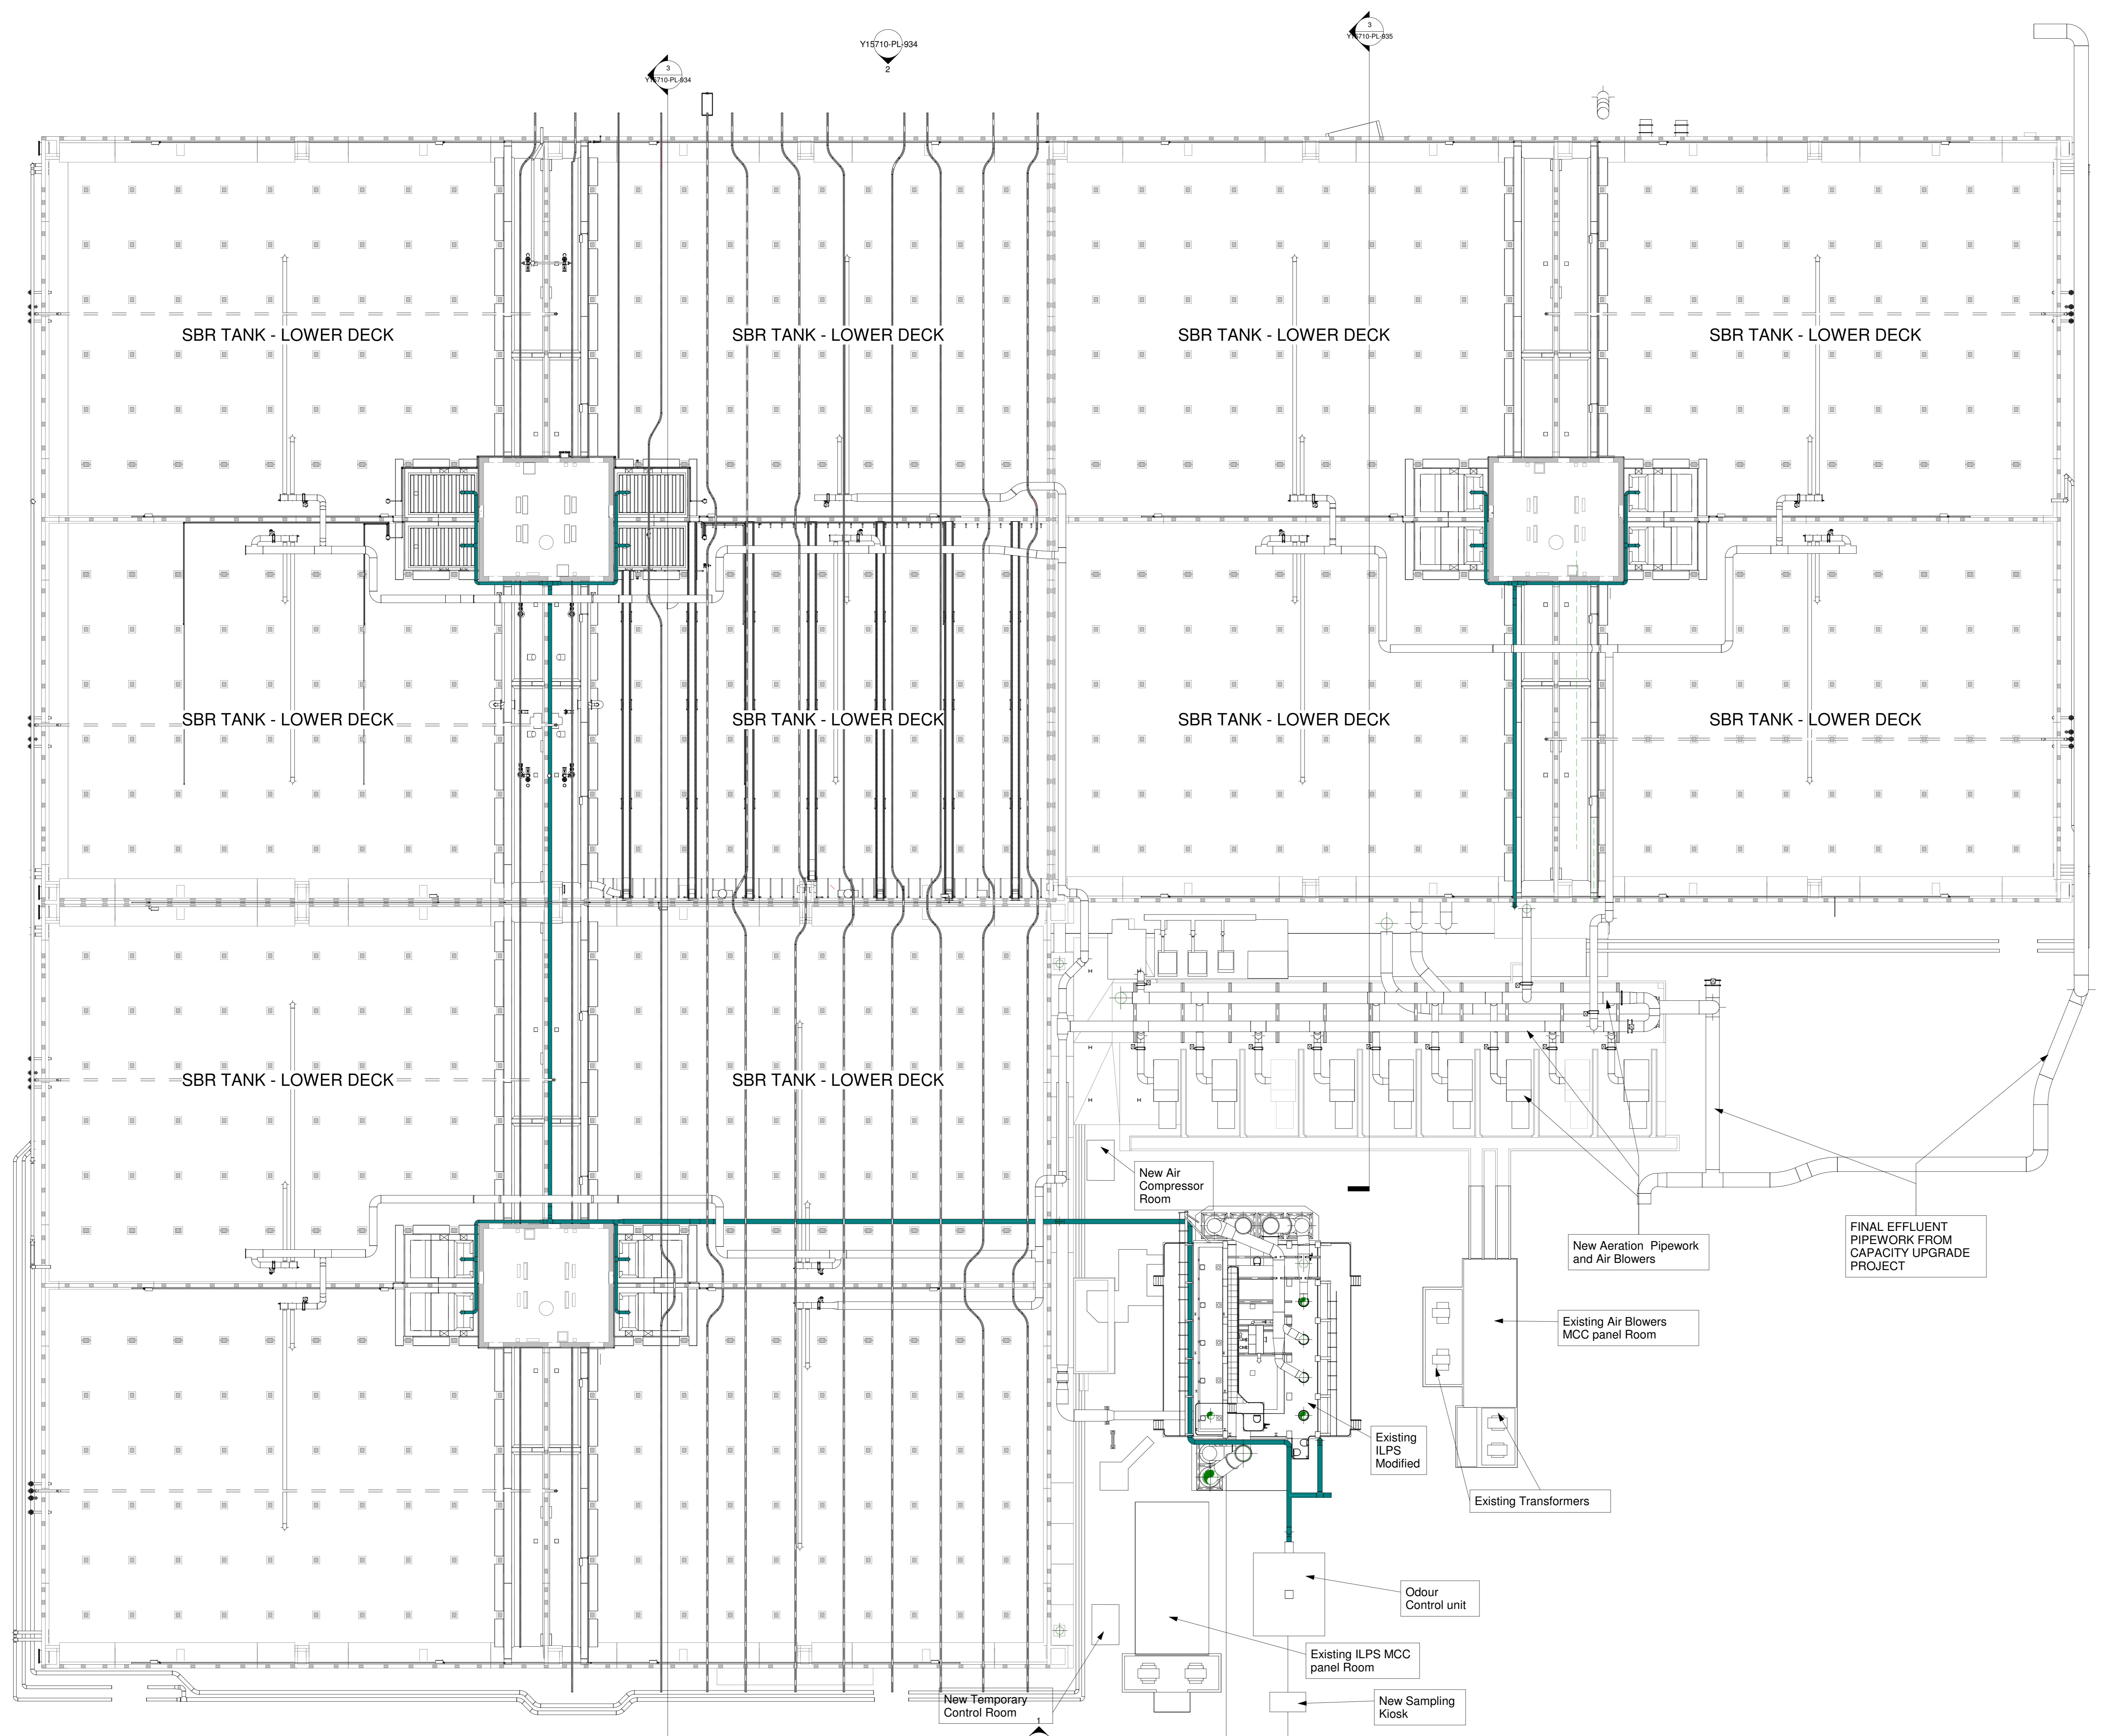 3
Y15710-PL-935
Y15710-PL-934
2
3
Y15710-PL-934
SBR TANK - LOWER DECK
SBR TANK - LOWER DECK
SBR TANK - LOWER DECK
SBR TANK - LOWER DECK
SBR TANK - LOWER DECK
SBR TANK - LOWER DECK
SBR TANK - LOWER DECK
SBR TANK - LOWER DECK
H
H
H
H
H
H
SBR TANK - LOWER DECK
SBR TANK - LOWER DECK
New Air
Compressor
Room
New Aeration Pipework
and Air Blowers
FINAL EFFLUENT
PIPEWORK FROM
CAPACITY UPGRADE
PROJECT
Existing Air Blowers
MCC panel Room
Existing
ILPS
Modified
Existing Transformers
Odour
Control unit
Existing ILPS MCC
panel Room
New Temporary
Control Room
New Sampling
Kiosk
1